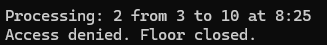 Processing: 2 from 3 to 10 at 8:25
Access denied. Floor closed.